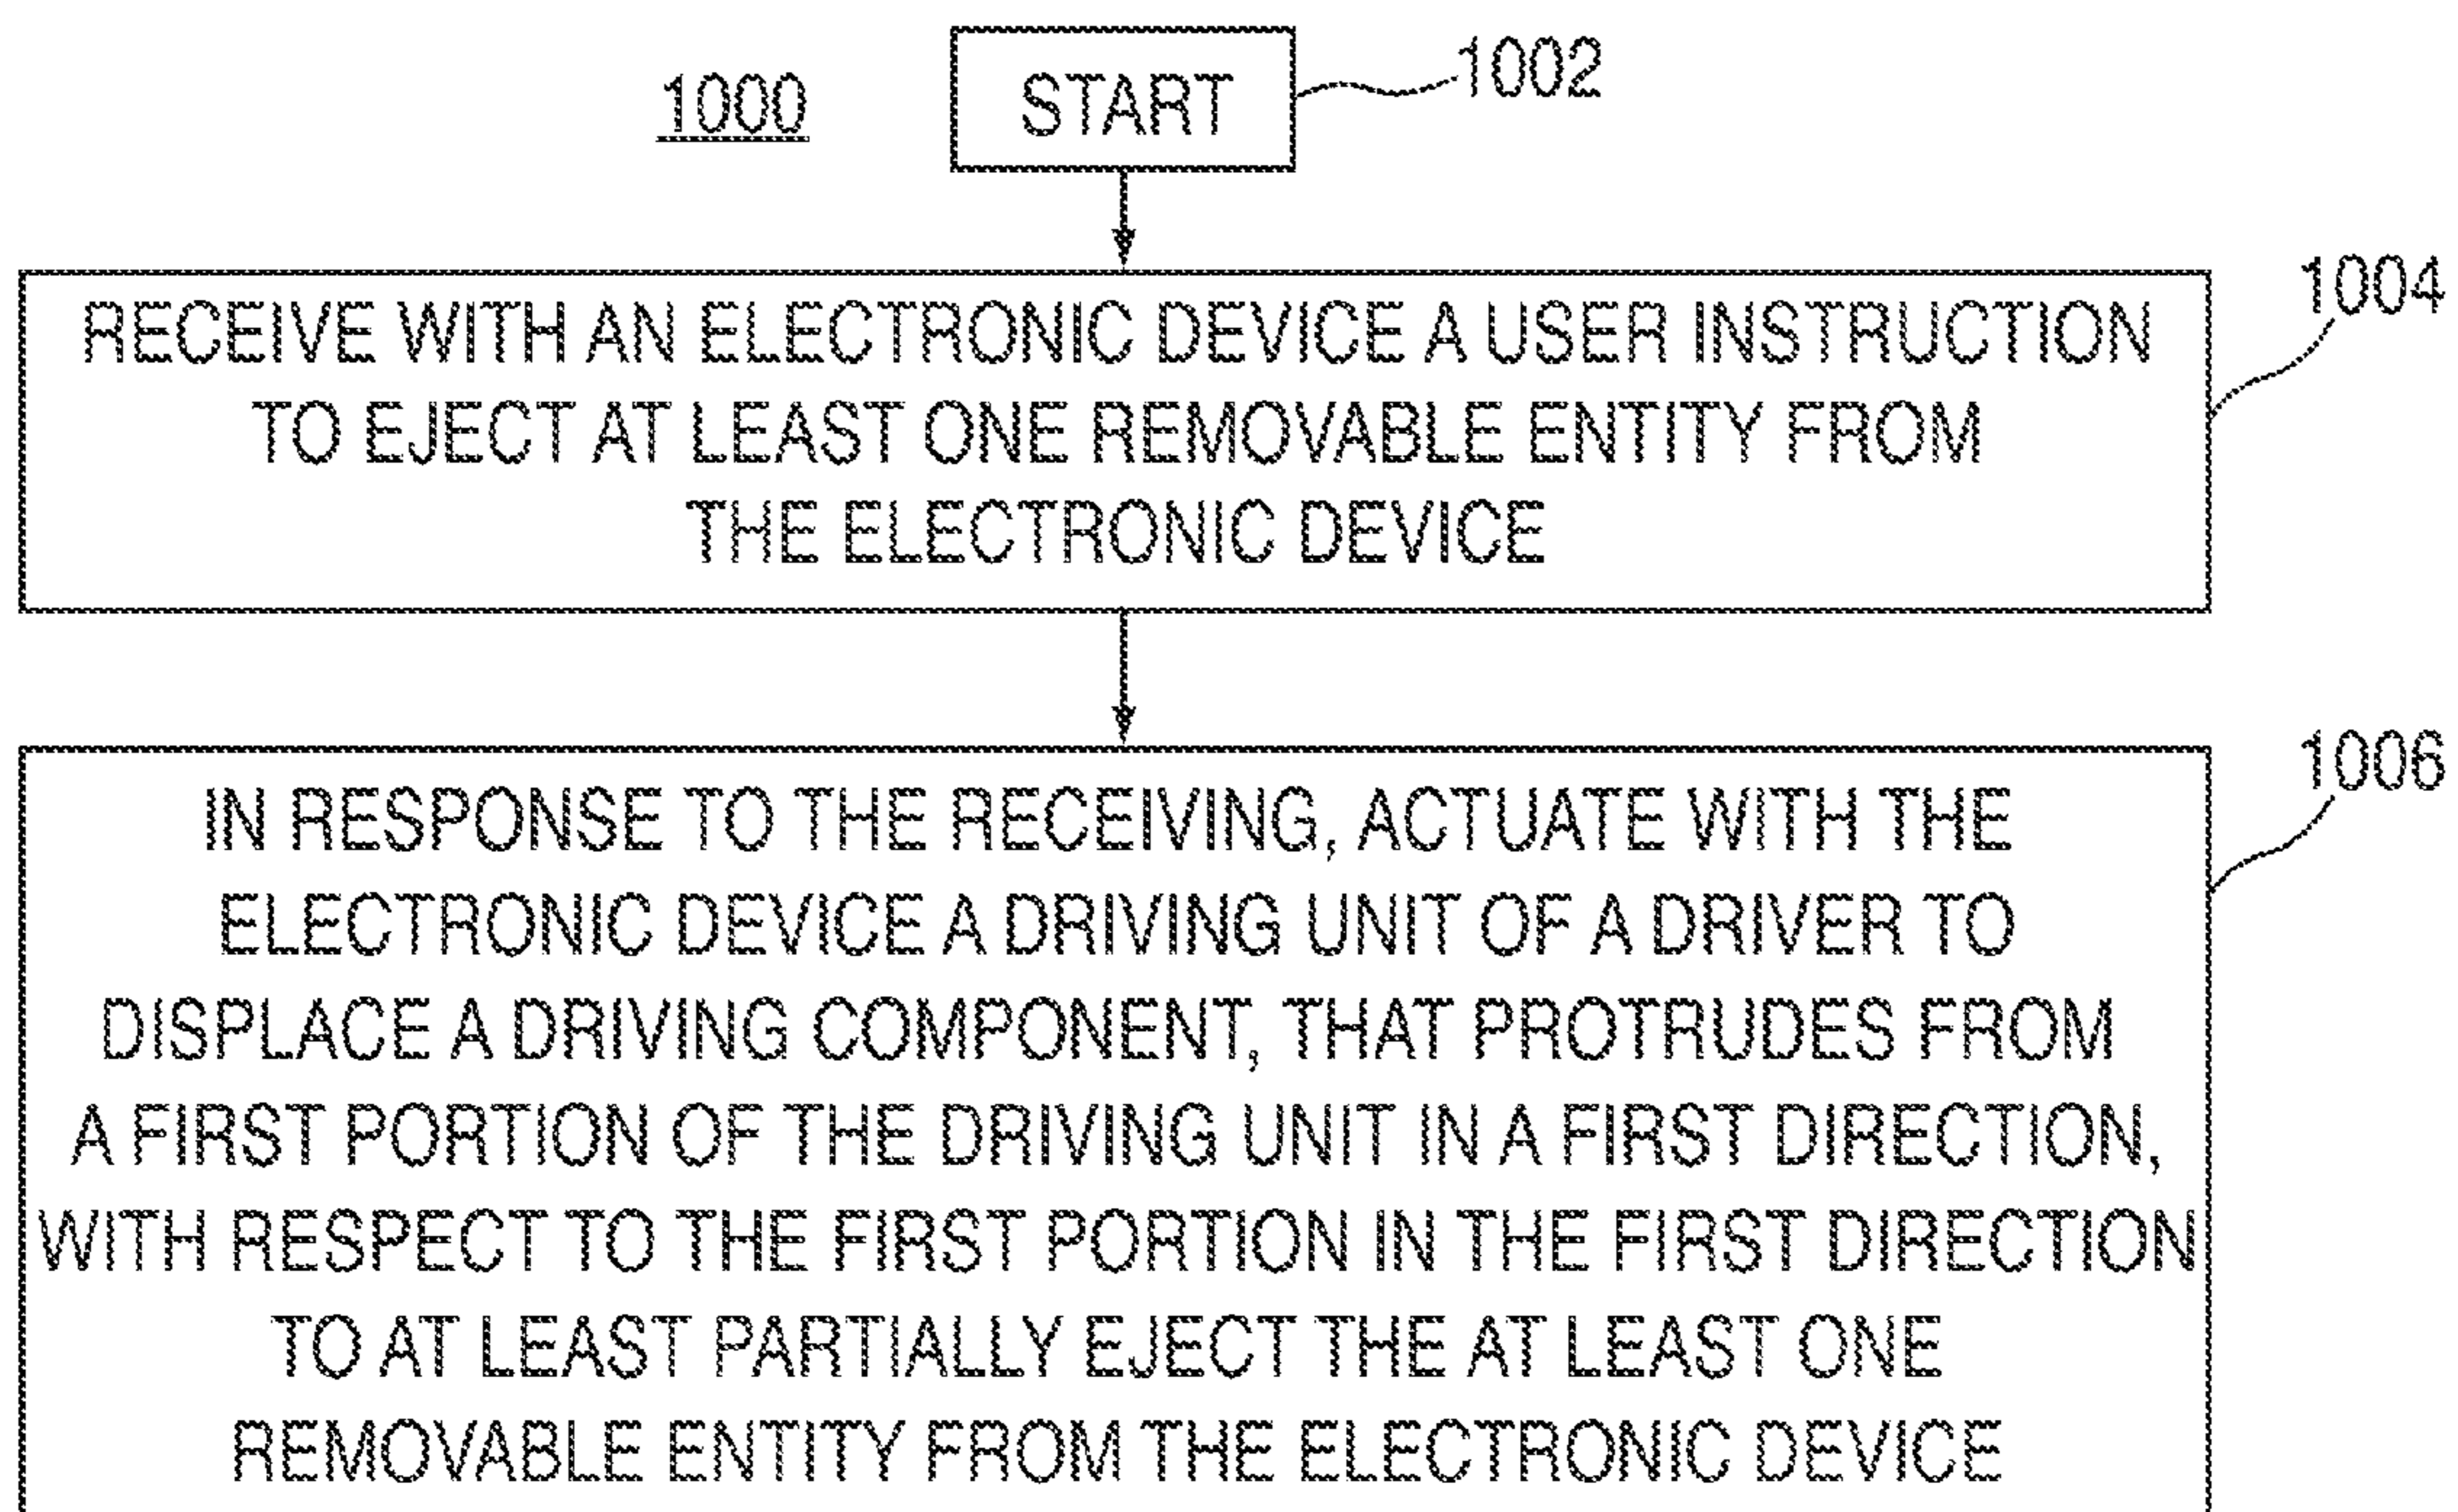 1000
START
1002
1004
RECEIVE WITH AN ELECTRONIC DEVICE A USER INSTRUCTION
TO EJECT AT LEAST ONE REMOVABLE ENTITY FROM
THE ELECTRONIC DEVICE
1006
IN RESPONSE TO THE RECEIVING, ACTUATE WITH THE
ELECTRONIC DEVICE A DRIVING UNIT OF A DRIVER TO
DISPLACE A DRIVING COMPONENT, THAT PROTRUDES FROM
A FIRST PORTION OF THE DRIVING UNIT IN A FIRST DIRECTION,
WITH RESPECT TO THE FIRST PORTION IN THE FIRST DIRECTION
TO AT LEAST PARTIALLY EJECT THE AT LEAST ONE
REMOVABLE ENTITY FROM THE ELECTRONIC DEVICE